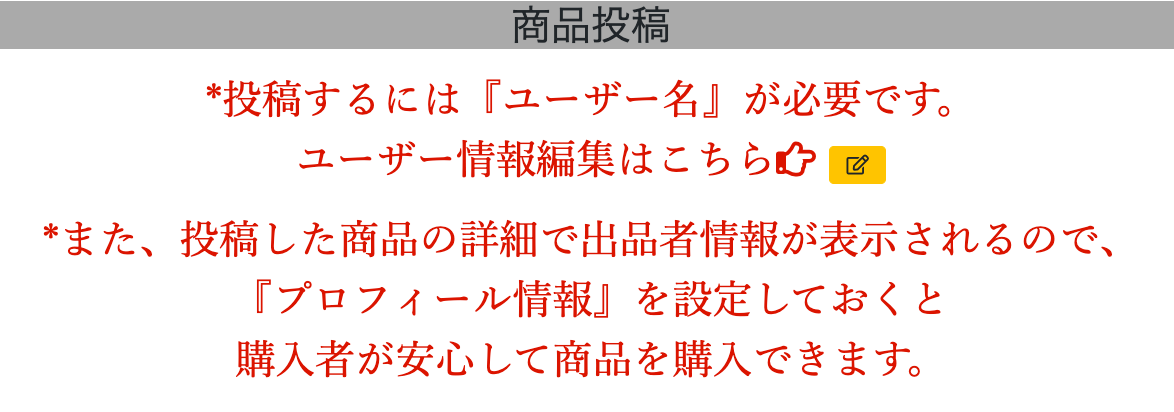 商品投稿
*投稿するには『ユーザー名』が必要です。
ユーザー情報編集はこちら
*また、投稿した商品の詳細で出品者情報が表示されるので、
『プロフィール情報』を設定しておくと
購入者が安心して商品を購入できます。